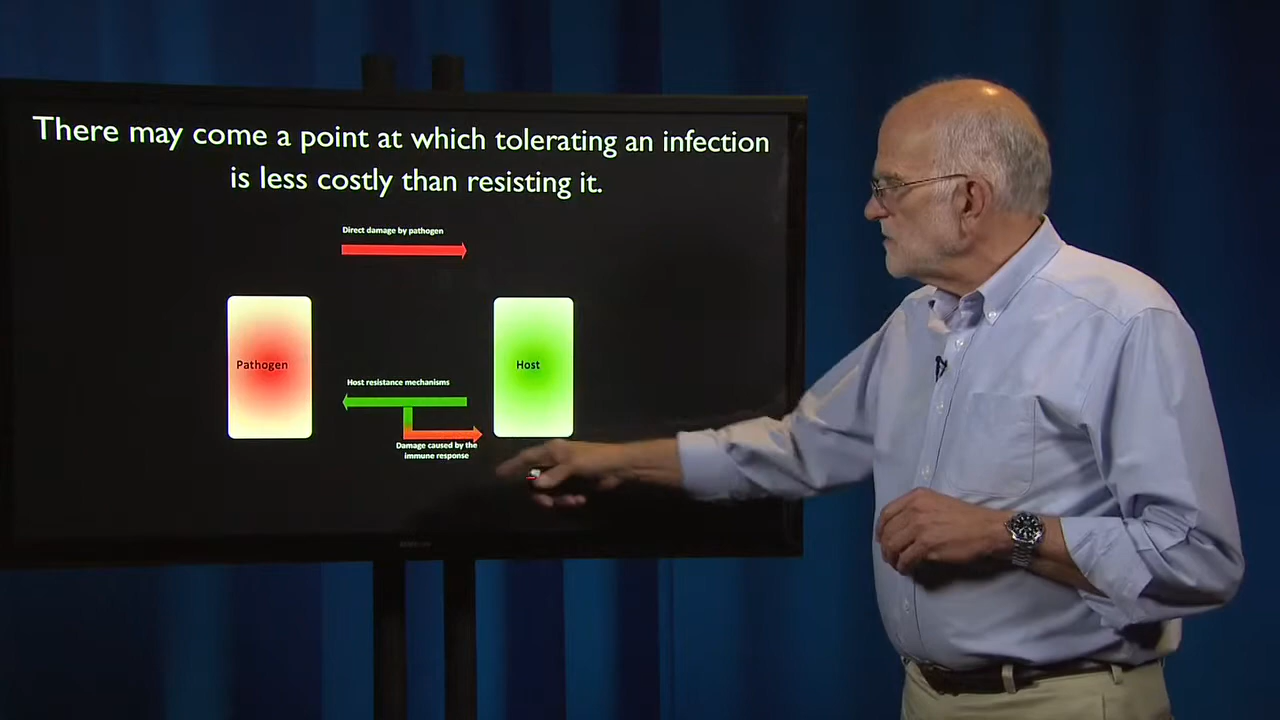 There may come a point at which tolerating an infection
is less costly than resisting it.
Direct damage by pathogen
Pathogen
Host
Host resistance mechanisms
Damage caused by the
immune response